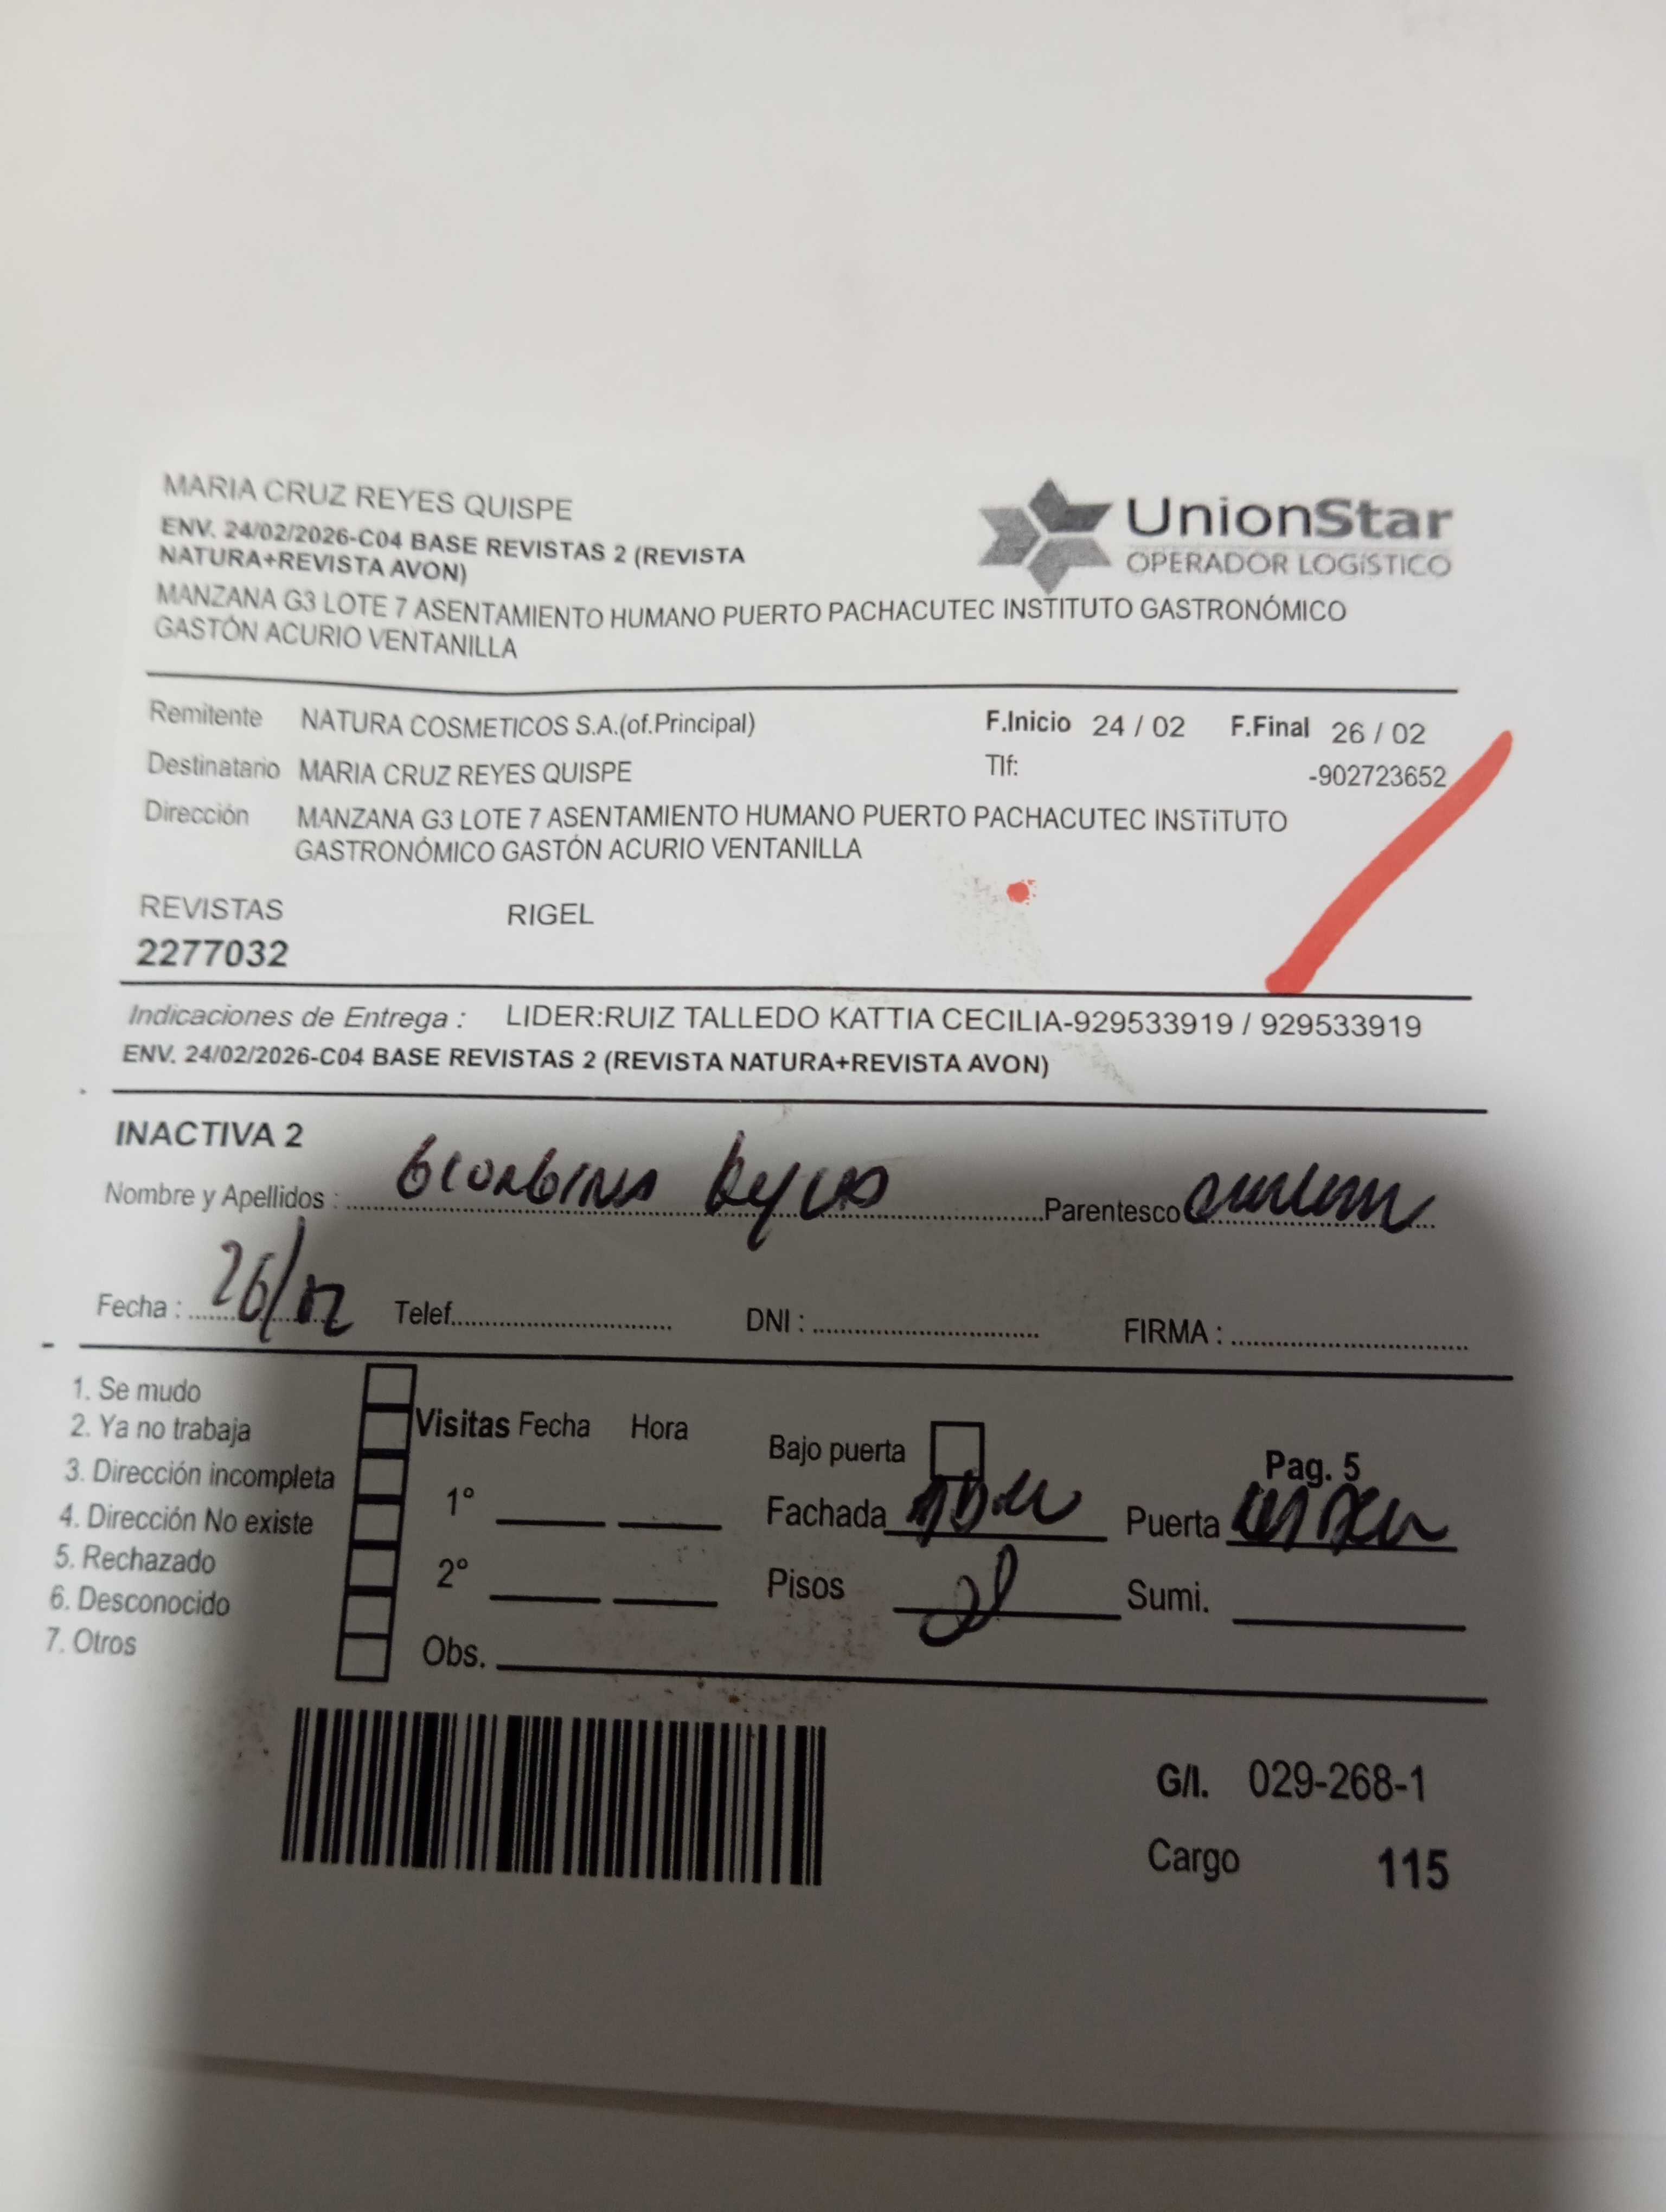 MARIA CRUZ REYES QUISPE
ENV. 24/02/2026-C04 BASE REVISTAS 2 (REVISTA
NATURA+REVISTA AVON)
UnionStar
OPERADOR LOGíSTICO
MANZANA G3 LOTE 7 ASENTAMIENTO HUMANO PUERTO PACHACUTEC INSTITUTO GASTRONÓMICO
GASTÓN ACURIO VENTANILLA
Remitente NATURA COSMETICOS S.A.(of.Principal) F.Inicio 24 / 02 F.Final 26 / 02
Destinatario MARIA CRUZ REYES QUISPE Tlf: -902723652
Dirección MANZANA G3 LOTE 7 ASENTAMIENTO HUMANO PUERTO PACHACUTEC INSTiTUTO
GASTRONÓMICO GASTÓN ACURIO VENTANILLA
REVISTAS RIGEL
2277032
Indicaciones de Entrega : LIDER:RUIZ TALLEDO KATTIA CECILIA-929533919 / 929533919
ENV. 24/02/2026-C04 BASE REVISTAS 2 (REVISTA NATURA+REVISTA AVON)
INACTIVA 2
Nombre y Apellidos : Reyes Parentesco
Fecha : 26/02 Telef. DNI : FIRMA :
1. Se mudo
2. Ya no trabaja
3. Dirección incompleta
4. Dirección No existe
5. Rechazado
6. Desconocido
7. Otros
Visitas Fecha Hora
1°
2°
Obs.
Bajo puerta
Pag. 5
Fachada Puerta
Pisos Sumi.
G/I. 029-268-1
Cargo 115